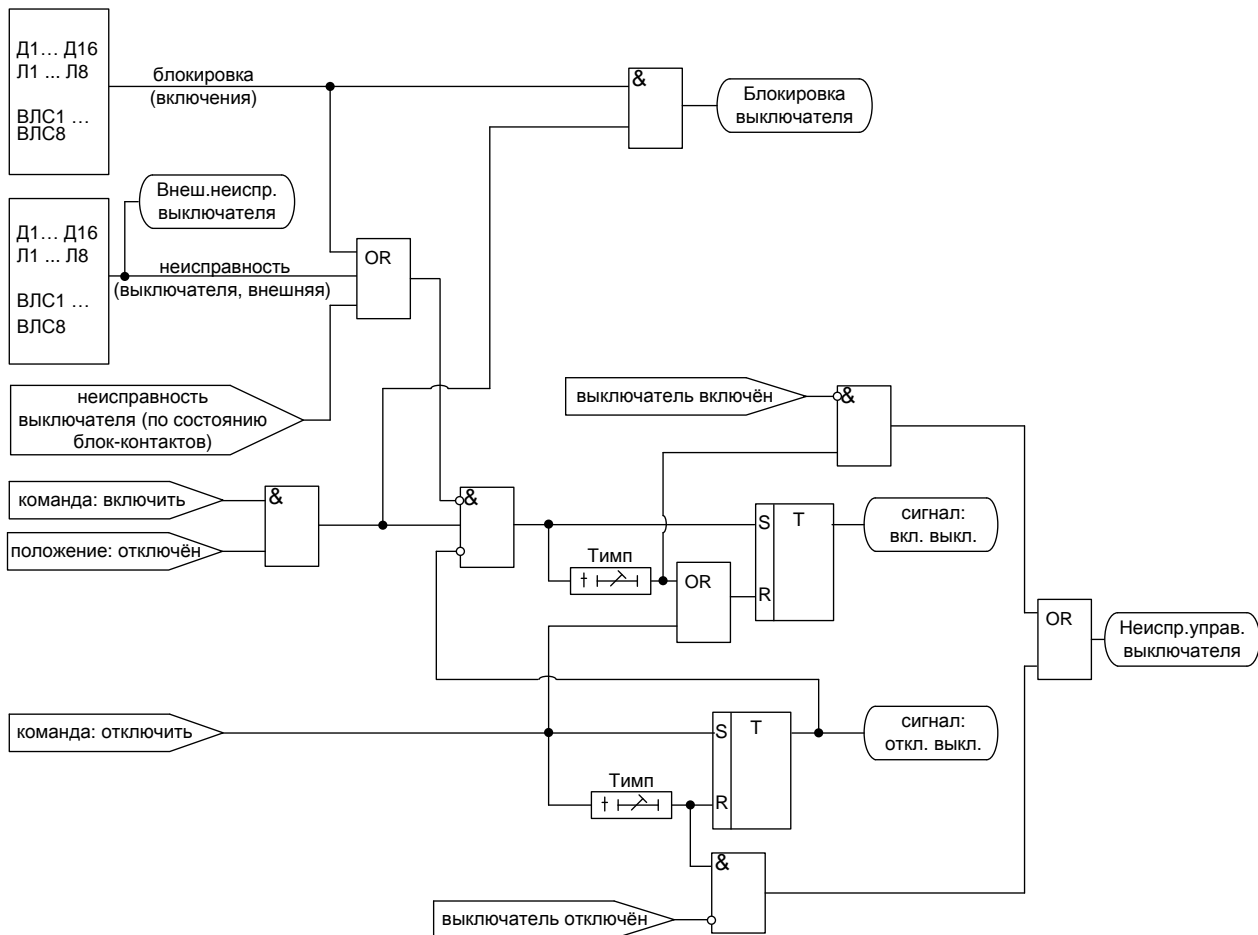 Д1... Д16
Л1 ... Л8
ВЛС1 ...
ВЛС8
блокировка
(включения)
&
Блокировка
выключателя
Внеш.неиспр.
выключателя
Д1... Д16
Л1 ... Л8
ВЛС1 ...
ВЛС8
неисправность
(выключателя, внешняя)
OR
неисправность
выключателя (по состоянию
блок-контактов)
выключатель включён
&
команда: включить
&
положение: отключён
&
S
T
R
сигнал:
вкл. выкл.
Tимп
OR
OR
Неиспр.управ.
выключателя
команда: отключить
S
T
R
сигнал:
откл. выкл.
Tимп
&
выключатель отключён